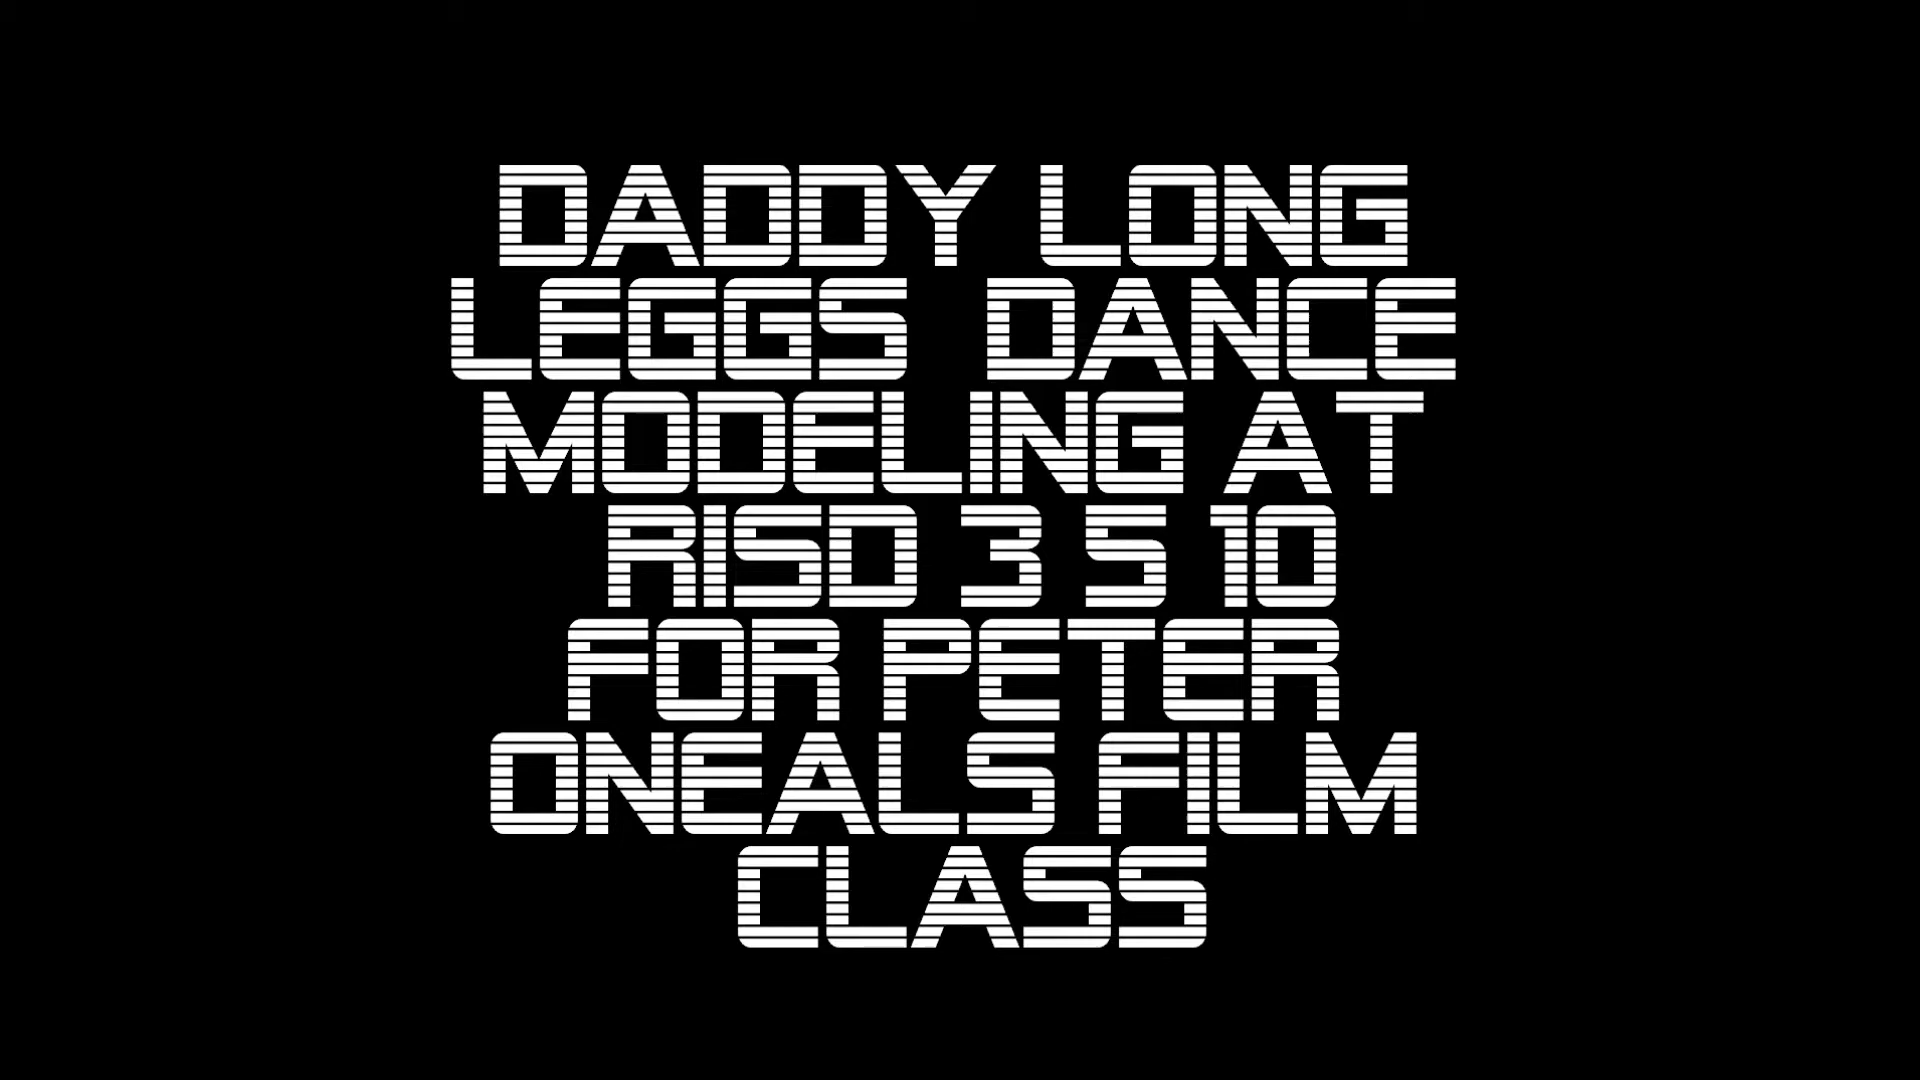 DADDY LONG
LEGGS  DANCE
MODELING AT
RISD 3 5 10
FOR PETER
ONEALS FILM
CLASS